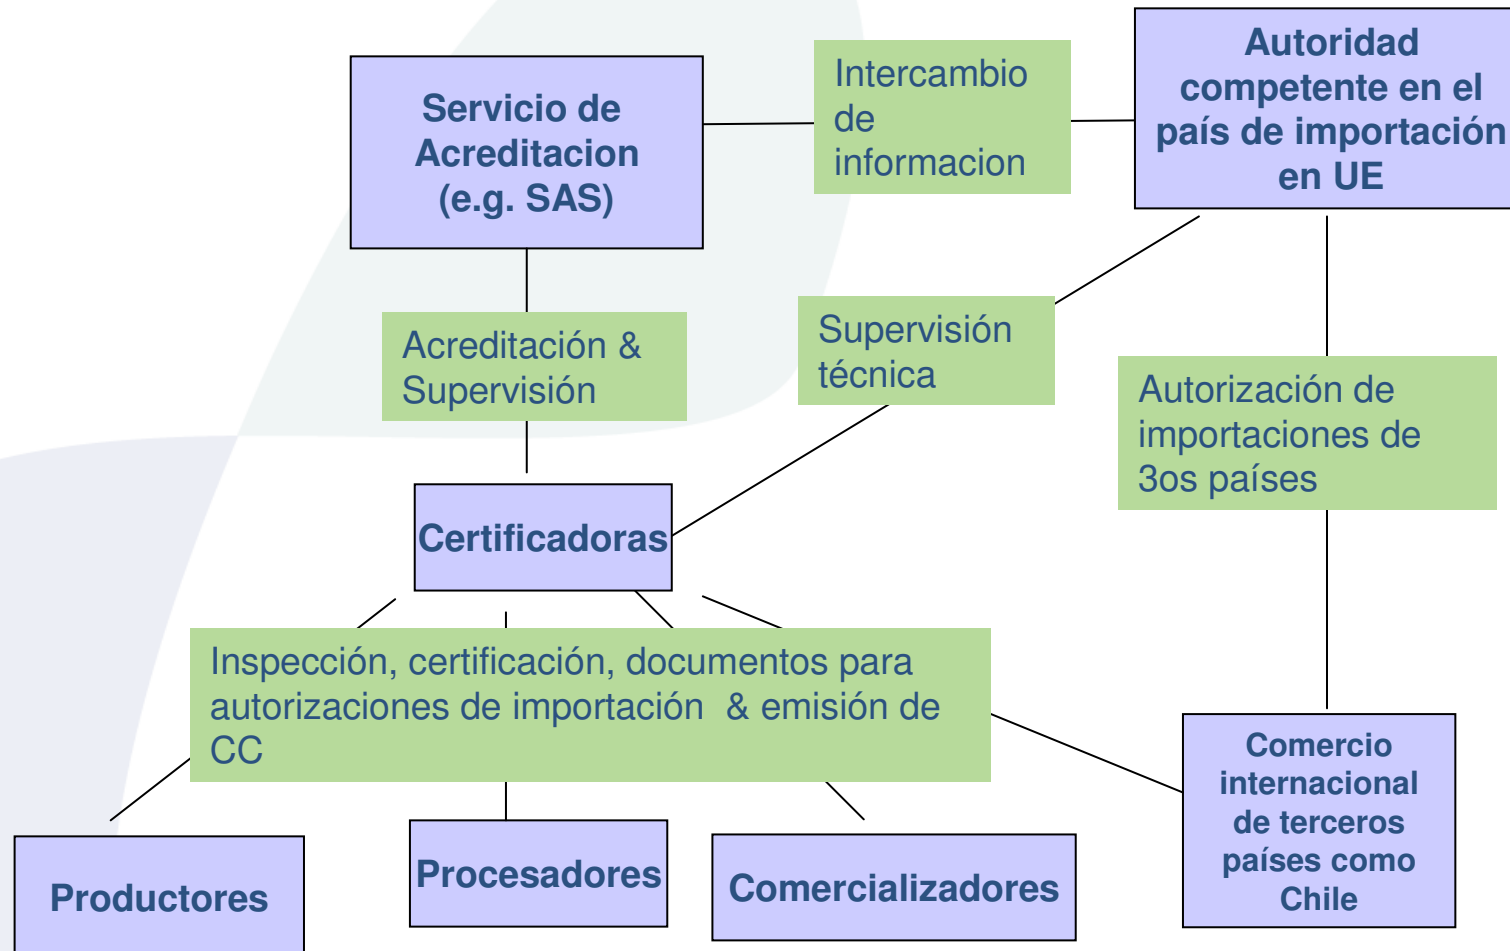 Servicio de
Acreditacion
(e.g. SAS)
Intercambio
de
informacion
Autoridad
competente en el
país de importación
en UE
Acreditación &
Supervisión
Supervisión
técnica
Autorización de
importaciones de
3os países
Certificadoras
Inspección, certificación, documentos para
autorizaciones de importación  & emisión de
CC
Productores
Procesadores
Comercializadores
Comercio
internacional
de terceros
países como
Chile